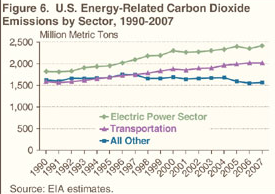 Figure 6. U.S. Energy-Related Carbon Dioxide
Emissions by Sector, 1990-2007
Million Metric Tons
2,500
2,000
1,500
1,000
500
0
Electric Power Sector
Transportation
All Other
1990 1991 1992 1993 1994 1995 1996 1997 1998 1999 2000 2001 2002 2003 2004 2005 2006 2007
Source: EIA estimates.